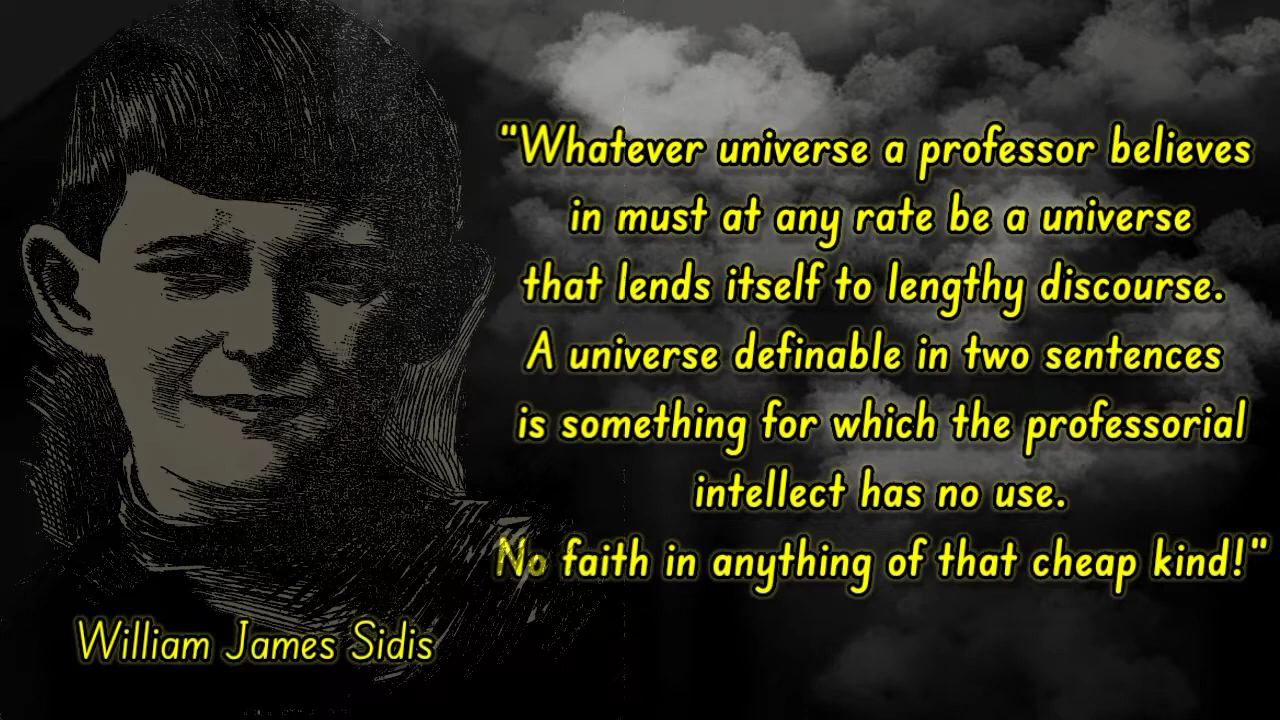 "Whatever universe a professor believes
in must at any rate be a universe
that lends itself to lengthy discourse.
A universe definable in two sentences
is something for which the professorial
intellect has no use.
No faith in anything of that cheap kind!"
William James Sidis